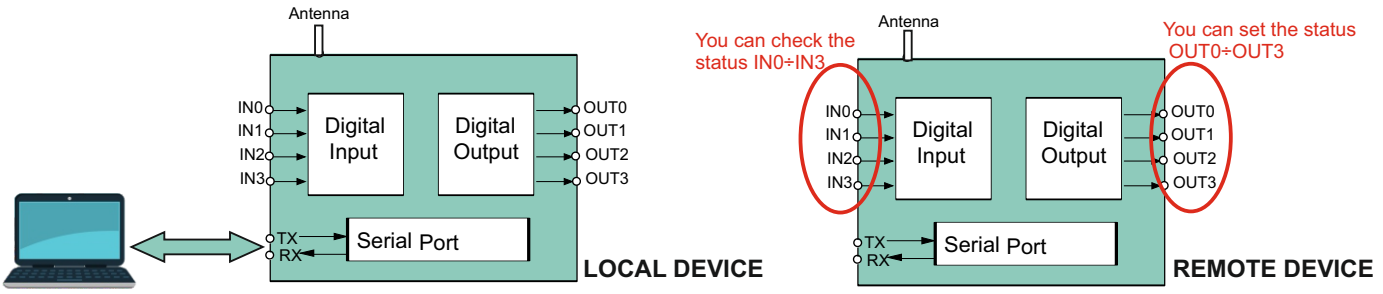 Antenna
IN0
IN1
IN2
IN3
Digital
Input
Digital
Output
OUT0
OUT1
OUT2
OUT3
TX
RX
Serial Port
LOCAL DEVICE
You can check the
status IN0÷IN3
Antenna
You can set the status
OUT0÷OUT3
IN0
IN1
IN2
IN3
Digital
Input
Digital
Output
OUT0
OUT1
OUT2
OUT3
TX
RX
Serial Port
REMOTE DEVICE